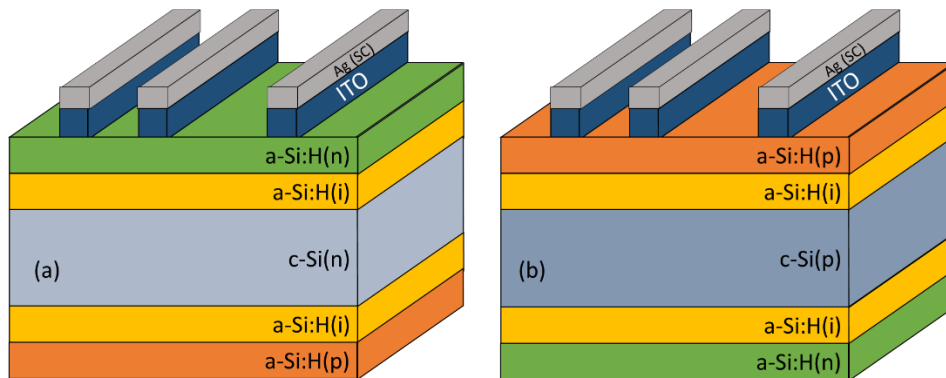 Ag (SC)
ITO
a-Si:H(n)
a-Si:H(i)
c-Si(n)
(a)
a-Si:H(i)
a-Si:H(p)
Ag (SC)
ITO
a-Si:H(p)
a-Si:H(i)
c-Si(p)
(b)
a-Si:H(i)
a-Si:H(n)